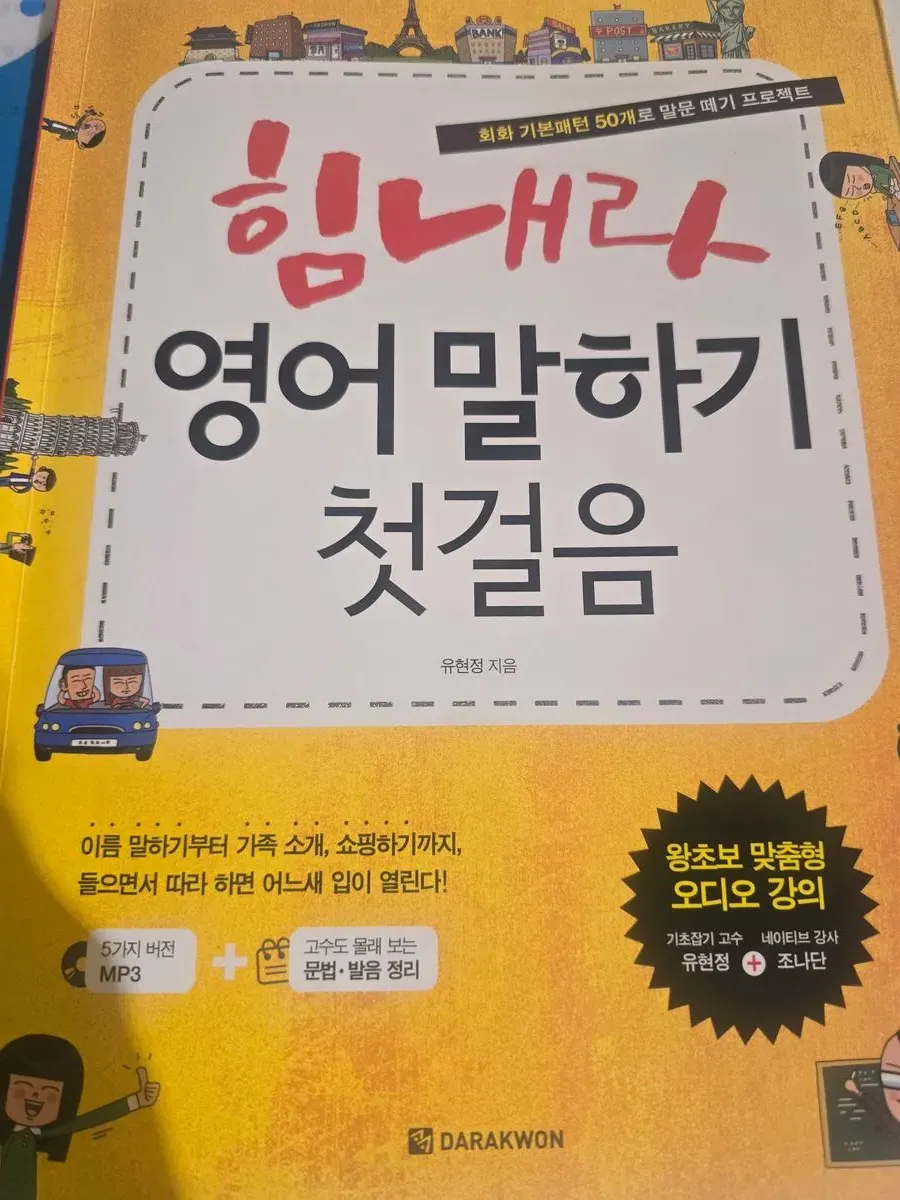 BANK
POST
BAKERY
회화 기본패턴 50개로 말문 떼기 프로젝트
힘내라
영어 말하기
첫걸음
유현정 지음
이름 말하기부터 가족 소개, 쇼핑하기까지,
들으면서 따라 하면 어느새 입이 열린다!
5가지 버전
MP3
+
고수도 몰래 보는
문법·발음 정리
왕초보 맞춤형
오디오 강의
기초잡기 고수 네이티브 강사
유현정 + 조나단
DARAKWON